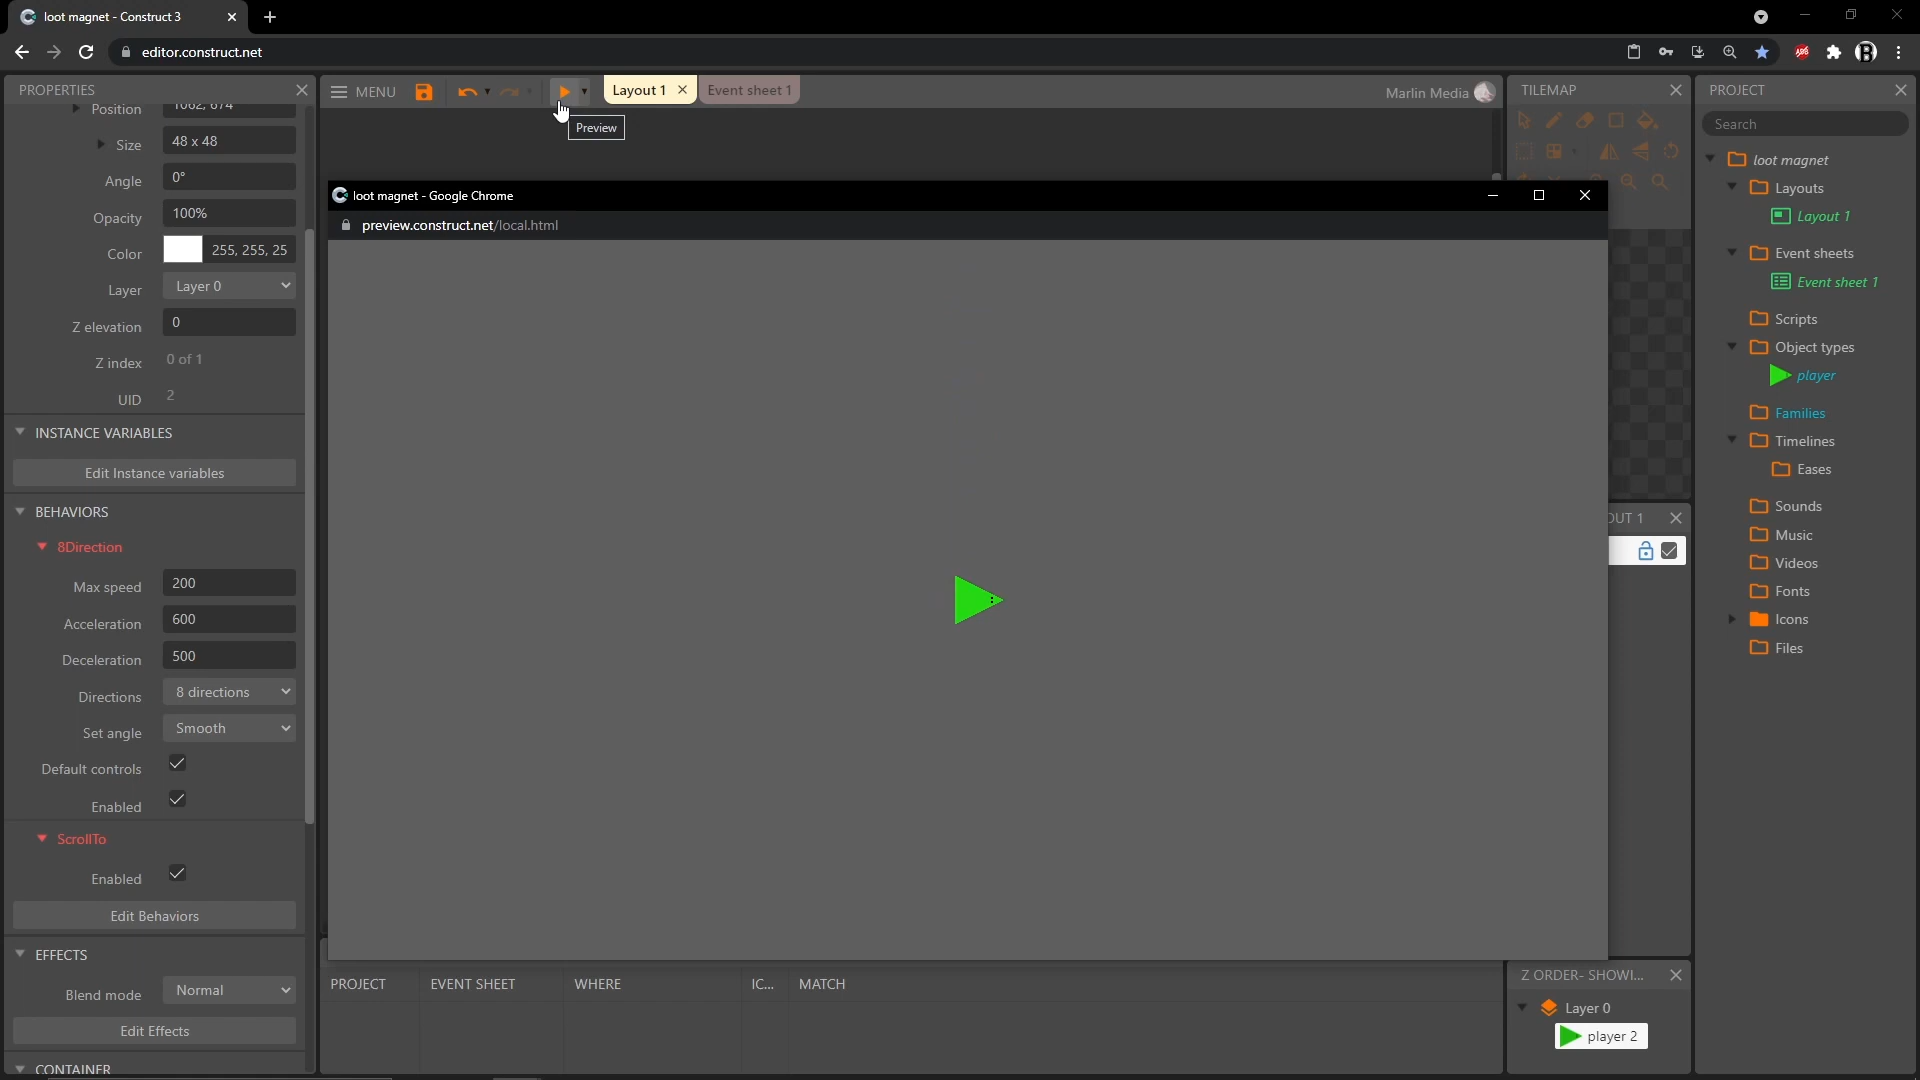 loot magnet - Construct 3
editor.construct.net
PROPERTIES
Position 1062, 674
Size 48 x 48
Angle 0°
Opacity 100%
Color 255, 255, 25
Layer Layer 0
Z elevation 0
Z index 0 of 1
UID 2
INSTANCE VARIABLES
Edit Instance variables
BEHAVIORS
8Direction
Max speed 200
Acceleration 600
Deceleration 500
Directions 8 directions
Set angle Smooth
Default controls
Enabled
ScrollTo
Enabled
Edit Behaviors
EFFECTS
Blend mode Normal
Edit Effects
CONTAINER
MENU
Layout 1
Event sheet 1
Marlin Media
Preview
loot magnet - Google Chrome
preview.construct.net/local.html
PROJECT EVENT SHEET WHERE IC... MATCH
TILEMAP
OUT 1
Z ORDER- SHOWI...
Layer 0
player 2
PROJECT
Search
loot magnet
Layouts
Layout 1
Event sheets
Event sheet 1
Scripts
Object types
player
Families
Timelines
Eases
Sounds
Music
Videos
Fonts
Icons
Files